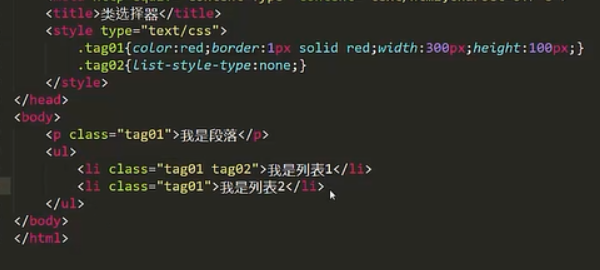 <title>类选择器</title>
<style type="text/css">
.tag01{color:red;border:1px solid red;width:300px;height:100px;}
.tag02{list-style-type:none;}
</style>
</head>
<body>
<p class="tag01">我是段落</p>
<ul>
<li class="tag01 tag02">我是列表1</li>
<li class="tag01">我是列表2</li>
</ul>
</body>
</html>